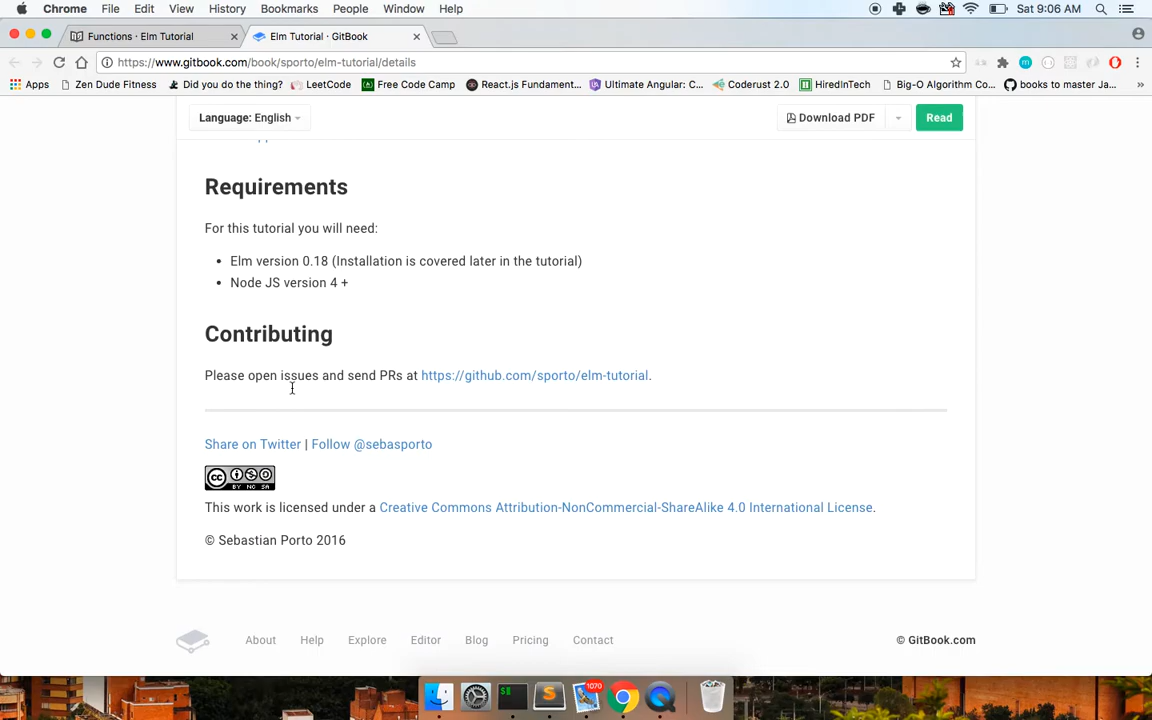 Chrome File Edit View History Bookmarks People Window Help Sat 9:06 AM
Functions · Elm Tutorial Elm Tutorial · GitBook
https://www.gitbook.com/book/sporto/elm-tutorial/details
Apps Zen Dude Fitness Did you do the thing? LeetCode Free Code Camp React.js Fundament... Ultimate Angular: C... Coderust 2.0 HiredInTech Big-O Algorithm Co... books to master Ja... »
Language: English Download PDF Read
Requirements
For this tutorial you will need:
• Elm version 0.18 (Installation is covered later in the tutorial)
• Node JS version 4 +
Contributing
Please open issues and send PRs at https://github.com/sporto/elm-tutorial.
Share on Twitter | Follow @sebasporto
CC BY NC SA
This work is licensed under a Creative Commons Attribution-NonCommercial-ShareAlike 4.0 International License.
© Sebastian Porto 2016
About Help Explore Editor Blog Pricing Contact © GitBook.com
1070